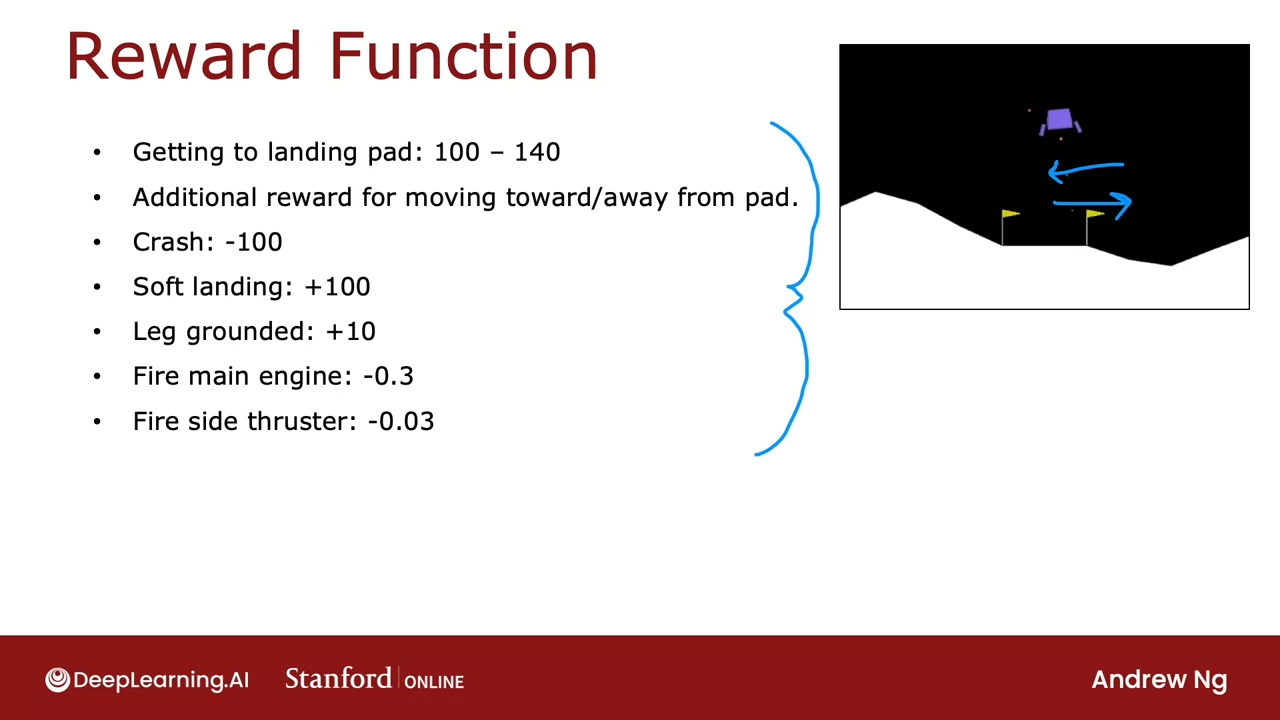 Reward Function
• Getting to landing pad: 100 – 140
• Additional reward for moving toward/away from pad.
• Crash: -100
• Soft landing: +100
• Leg grounded: +10
• Fire main engine: -0.3
• Fire side thruster: -0.03
DeepLearning.AI
Stanford ONLINE
Andrew Ng